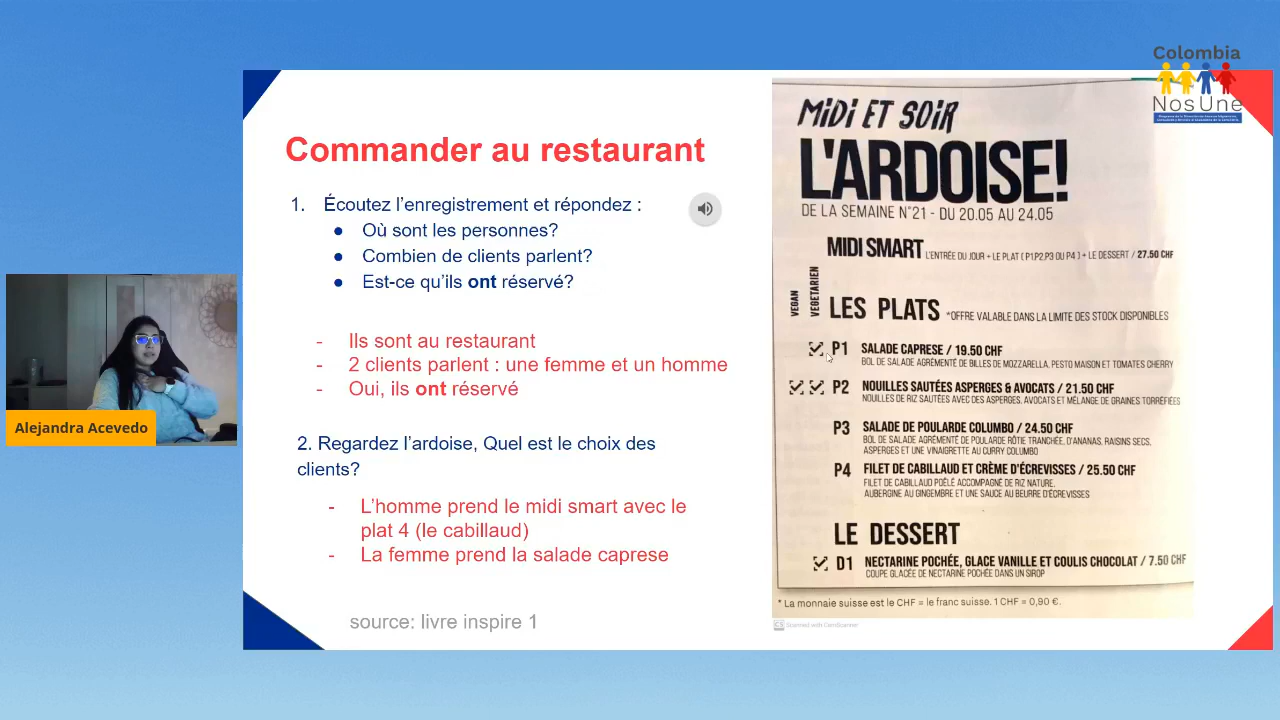 Colombia
NosUne
Commander au restaurant
1. Écoutez l'enregistrement et répondez :
● Où sont les personnes?
● Combien de clients parlent?
● Est-ce qu'ils ont réservé?
- Ils sont au restaurant
- 2 clients parlent : une femme et un homme
- Oui, ils ont réservé
2. Regardez l'ardoise, Quel est le choix des
clients?
- L'homme prend le midi smart avec le
plat 4 (le cabillaud)
- La femme prend la salade caprese
source: livre inspire 1
Alejandra Acevedo
MIDI ET SOIR
L'ARDOISE!
DE LA SEMAINE N°21 - DU 20.05 AU 24.05
MIDI SMART L'ENTRÉE DU JOUR + LE PLAT ( P1,P2,P3 OU P4 ) + LE DESSERT / 27.50 CHF
VEGAN
VEGETARIEN
LES PLATS *OFFRE VALABLE DANS LA LIMITE DES STOCK DISPONIBLES
P1 SALADE CAPRESE / 19.50 CHF
BOL DE SALADE AGRÉMENTÉ DE BILLES DE MOZZARELLA, PESTO MAISON ET TOMATES CHERRY
P2 NOUILLES SAUTÉES ASPERGES & AVOCATS / 21.50 CHF
NOUILLES DE RIZ SAUTÉES AVEC DES ASPERGES, AVOCATS ET MÉLANGE DE GRAINES TORRÉFIÉES
P3 SALADE DE POULARDE COLUMBO / 24.50 CHF
BOL DE SALADE AGRÉMENTÉ DE POULARDE RÔTIE TRANCHÉE, D'ANANAS, RAISINS SECS,
ASPERGES ET UNE VINAIGRETTE AU CURRY COLUMBO
P4 FILET DE CABILLAUD ET CRÈME D'ÉCREVISSES / 25.50 CHF
FILET DE CABILLAUD POÊLÉ ACCOMPAGNÉ DE RIZ NATURE,
AUBERGINE AU GINGEMBRE ET UNE SAUCE AU BEURRE D'ÉCREVISSES
LE DESSERT
D1 NECTARINE POCHÉE, GLACE VANILLE ET COULIS CHOCOLAT / 7.50 CHF
COUPE GLACÉE DE NECTARINE POCHÉE DANS UN SIROP
* La monnaie suisse est le CHF = le franc suisse. 1 CHF = 0,90 €.
CS Scanned with CamScanner